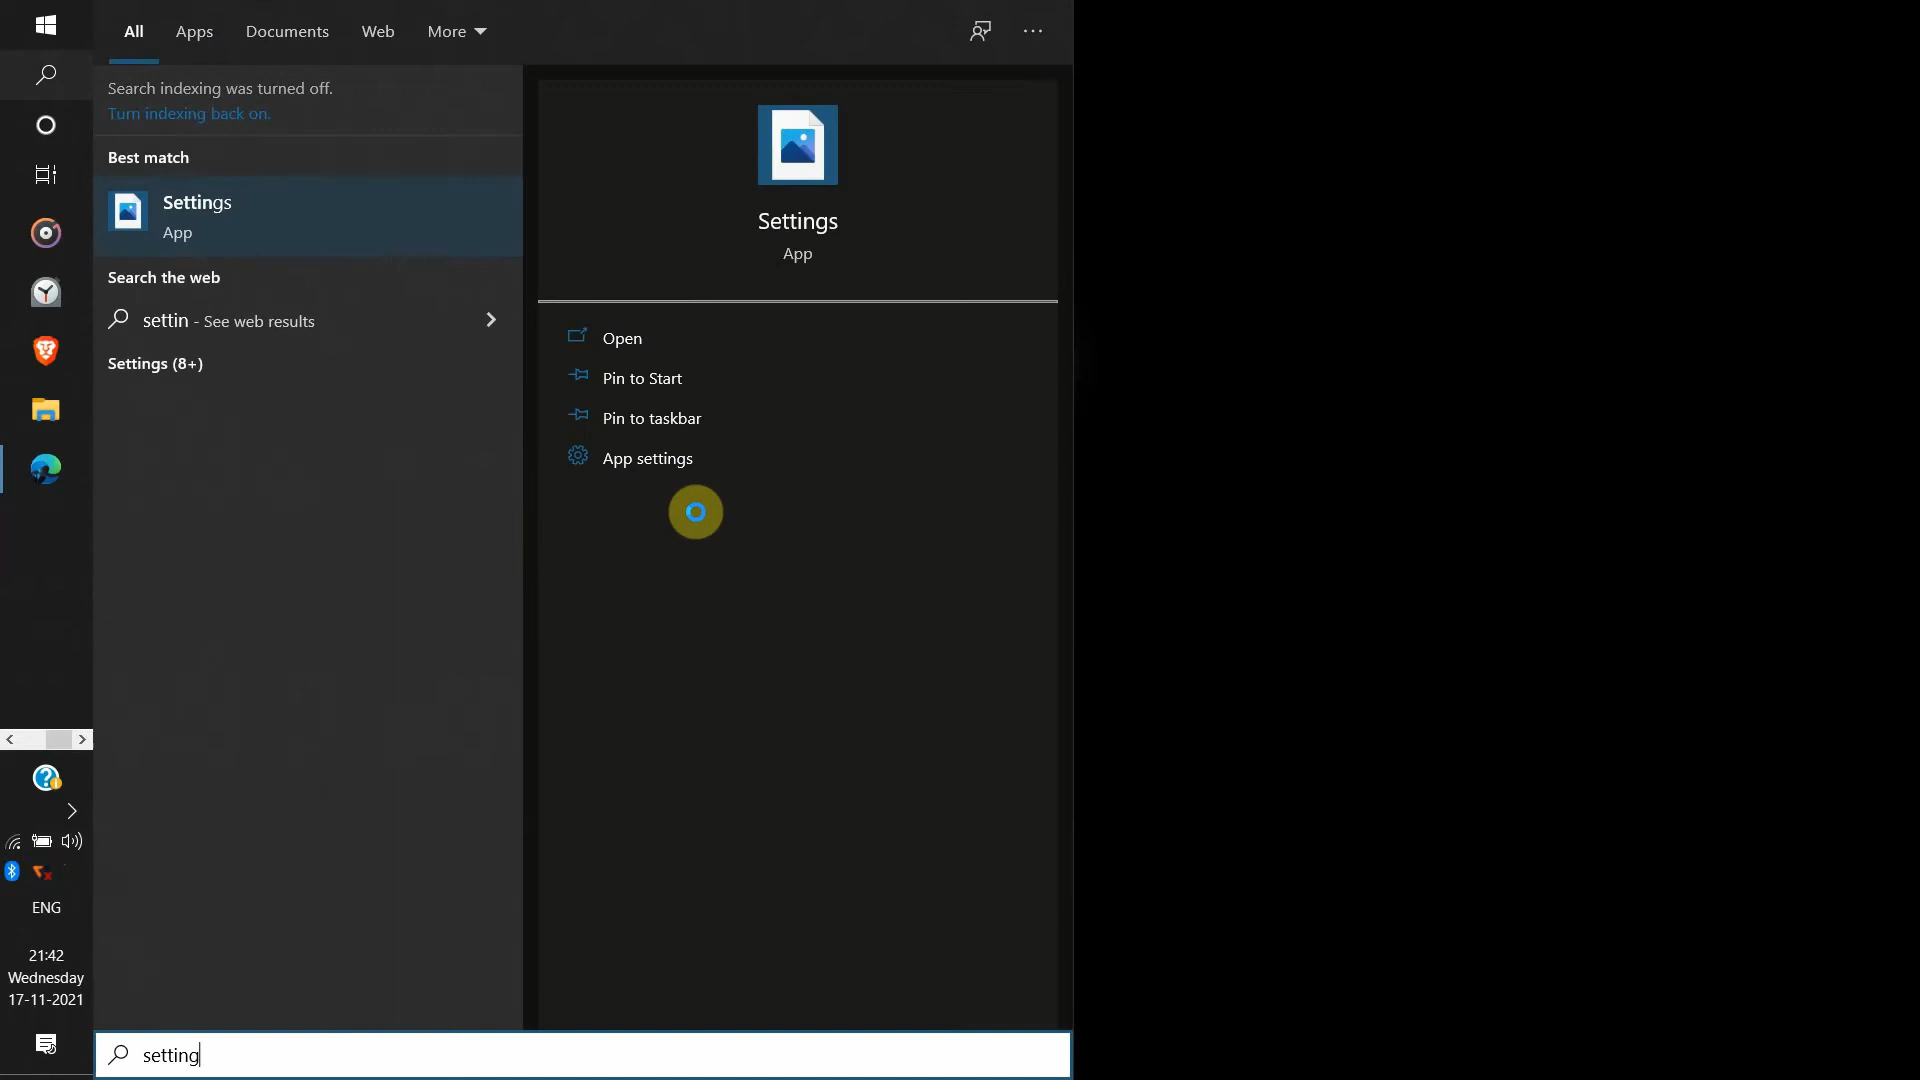 All Apps Documents Web More
Search indexing was turned off.
Turn indexing back on.
Best match
Settings
App
Search the web
settin - See web results
Settings (8+)
Settings
App
Open
Pin to Start
Pin to taskbar
App settings
ENG
21:42
Wednesday
17-11-2021
setting